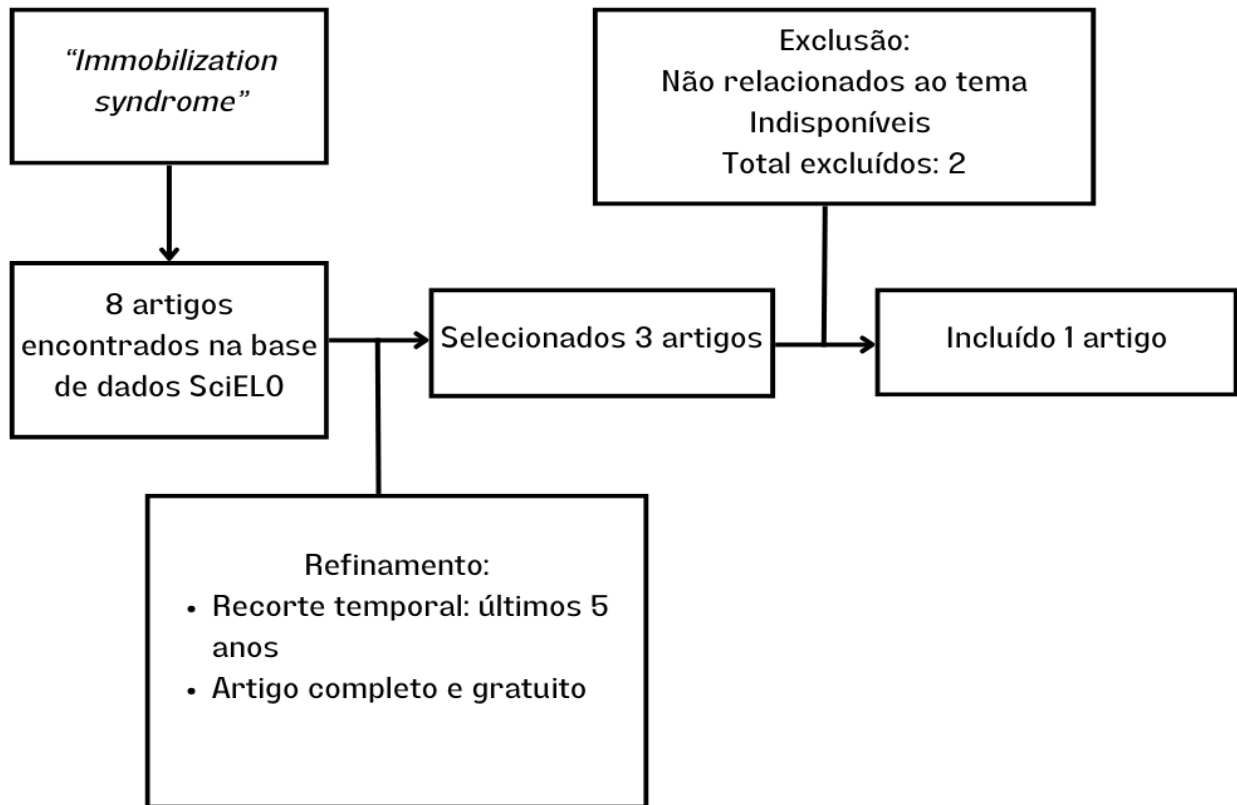 “Immobilization
syndrome”
Exclusão:
Não relacionados ao tema
Indisponíveis
Total excluídos: 2
8 artigos
encontrados na base
de dados SciELO
Selecionados 3 artigos
Incluído 1 artigo
Refinamento:
• Recorte temporal: últimos 5
anos
• Artigo completo e gratuito